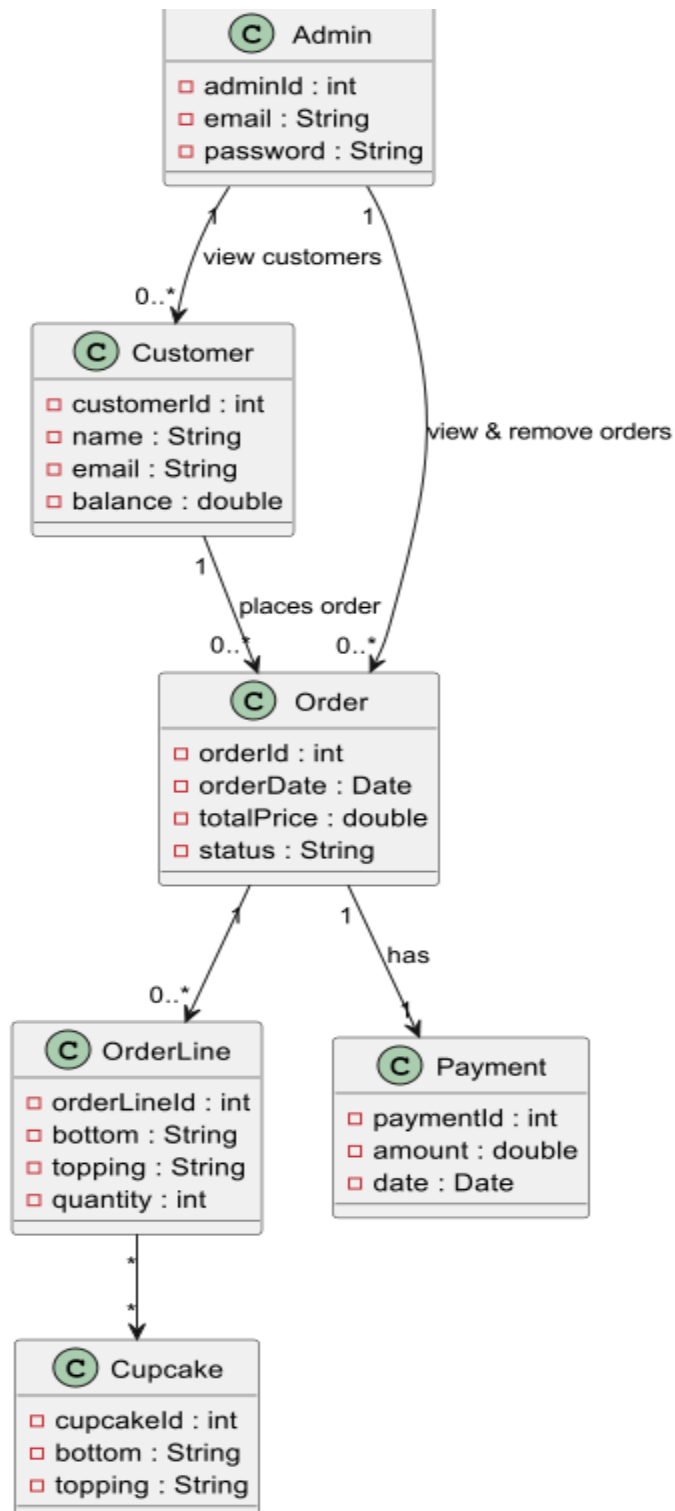 C Admin
adminId : int
email : String
password : String
1
1
view customers
0..*
C Customer
customerId : int
name : String
email : String
balance : double
view & remove orders
1
places order
0..*
0..*
C Order
orderId : int
orderDate : Date
totalPrice : double
status : String
1
1
has
0..*
1
C OrderLine
orderLineId : int
bottom : String
topping : String
quantity : int
C Payment
paymentId : int
amount : double
date : Date
*
*
C Cupcake
cupcakeId : int
bottom : String
topping : String